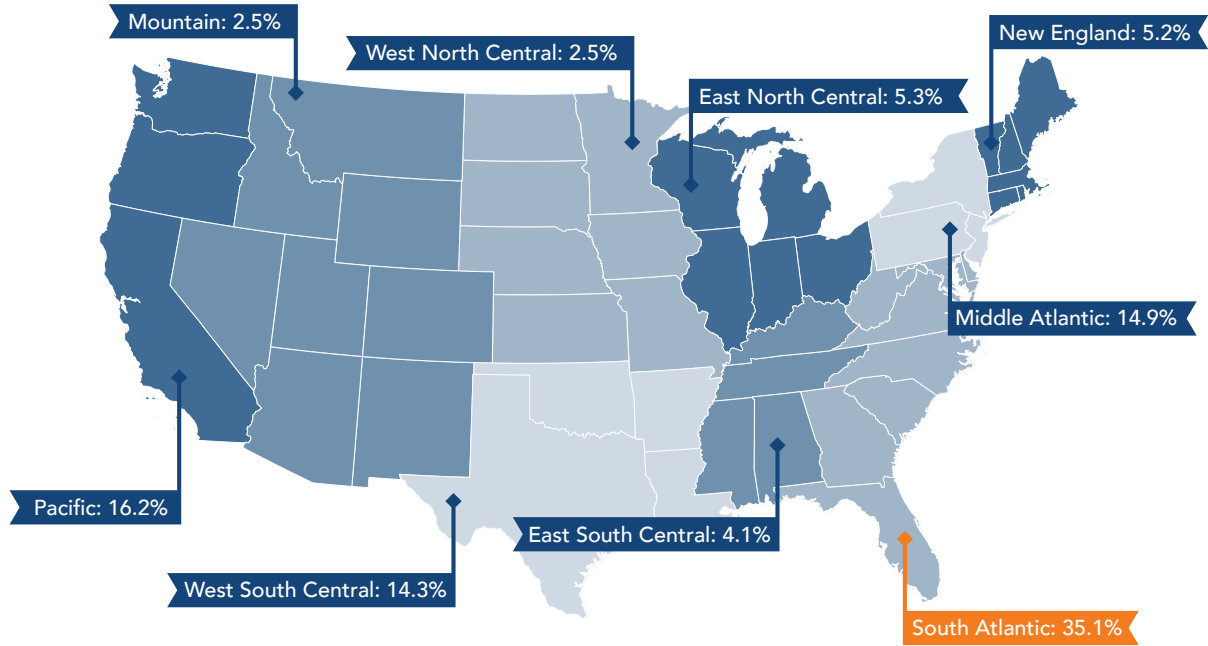 Mountain: 2.5%
New England: 5.2%
West North Central: 2.5%
East North Central: 5.3%
Middle Atlantic: 14.9%
Pacific: 16.2%
East South Central: 4.1%
West South Central: 14.3%
South Atlantic: 35.1%